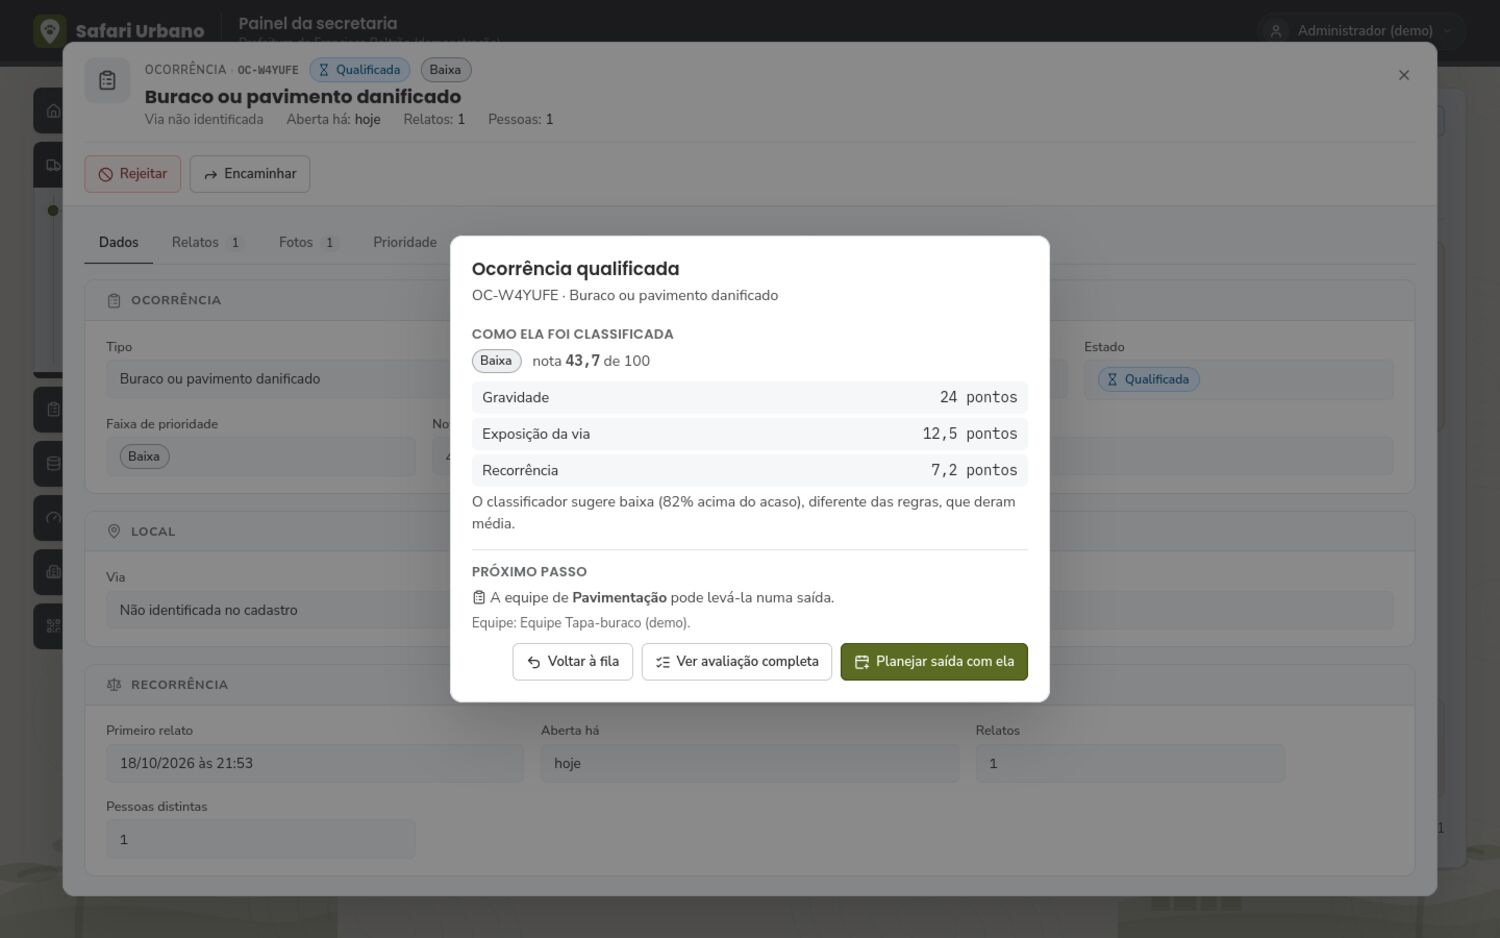 Safari Urbano
Painel da secretaria
Administrador (demo)
OCORRÊNCIA · OC-W4YUFE Qualificada Baixa
Buraco ou pavimento danificado
Via não identificada Aberta há: hoje Relatos: 1 Pessoas: 1
Rejeitar Encaminhar
Dados Relatos 1 Fotos 1 Prioridade
Ocorrência qualificada
OC-W4YUFE · Buraco ou pavimento danificado
COMO ELA FOI CLASSIFICADA
Baixa nota 43,7 de 100
Gravidade 24 pontos
Exposição da via 12,5 pontos
Recorrência 7,2 pontos
O classificador sugere baixa (82% acima do acaso), diferente das regras, que deram
média.
PRÓXIMO PASSO
A equipe de Pavimentação pode levá-la numa saída.
Equipe: Equipe Tapa-buraco (demo).
Voltar à fila Ver avaliação completa Planejar saída com ela
OCORRÊNCIA
Tipo
Buraco ou pavimento danificado
Estado
Qualificada
Faixa de prioridade
Baixa
LOCAL
Via
Não identificada no cadastro
RECORRÊNCIA
Primeiro relato Aberta há Relatos
18/10/2026 às 21:53 hoje 1
Pessoas distintas
1